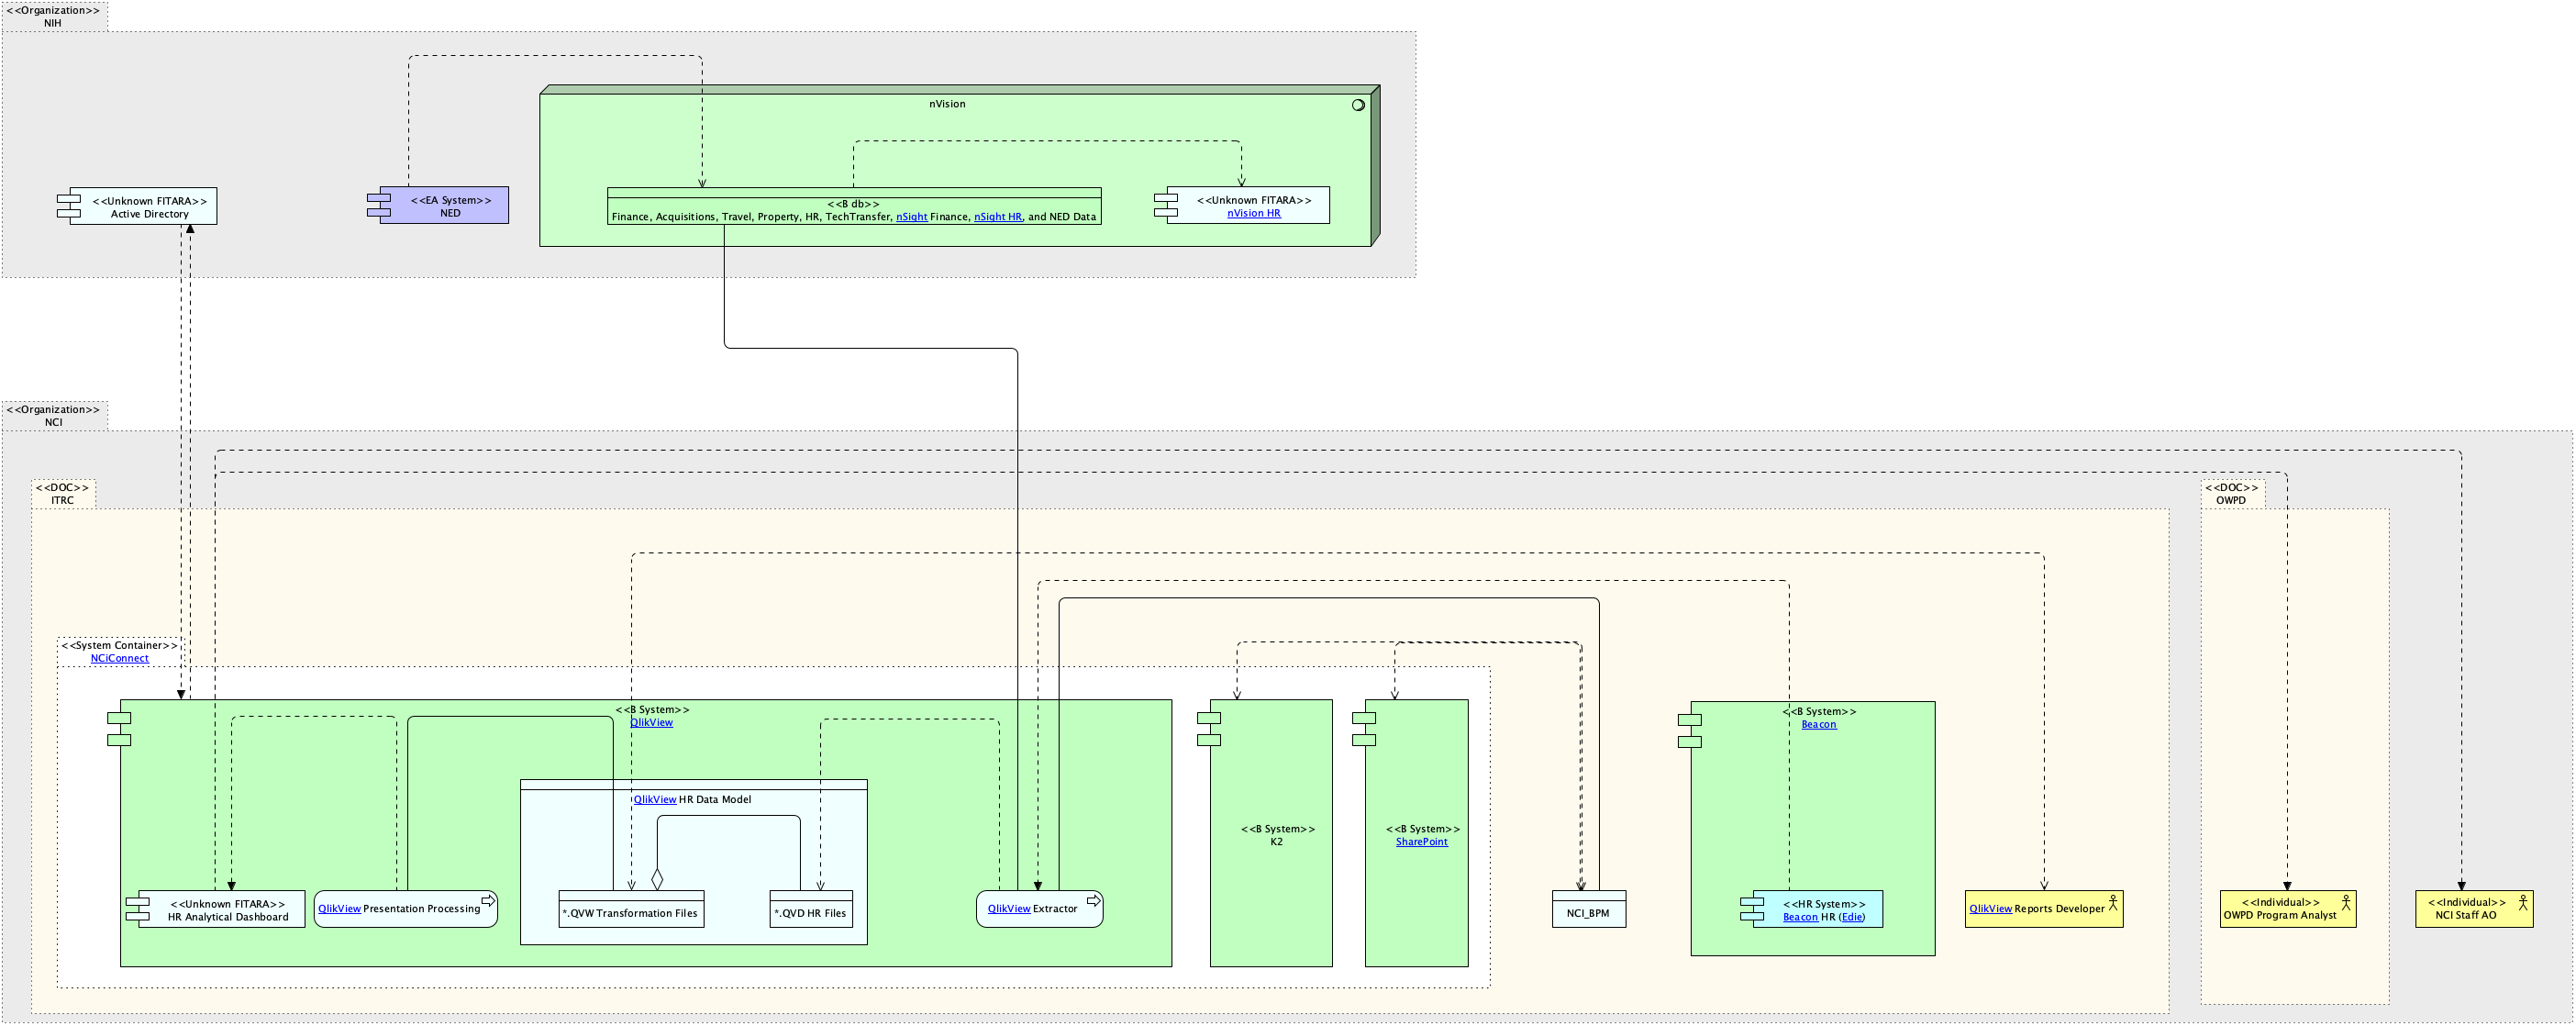 <<Organization>>
NIH
nVision
<<Unknown FITARA>>
Active Directory
<<EA System>>
NED
<<B db>>
Finance, Acquisitions, Travel, Property, HR, TechTransfer, nSight Finance, nSight HR, and NED Data
<<Unknown FITARA>>
nVision HR
<<Organization>>
NCI
<<DOC>>
ITRC
<<DOC>>
OWPD
<<System Container>>
NCiConnect
<<B System>>
QlikView
<<B System>>
Beacon
QlikView HR Data Model
<<B System>>
K2
<<B System>>
SharePoint
<<Unknown FITARA>>
HR Analytical Dashboard
QlikView Presentation Processing
*.QVW Transformation Files
*.QVD HR Files
QlikView Extractor
NCI_BPM
<<HR System>>
Beacon HR (Edie)
QlikView Reports Developer
<<Individual>>
OWPD Program Analyst
<<Individual>>
NCI Staff AO